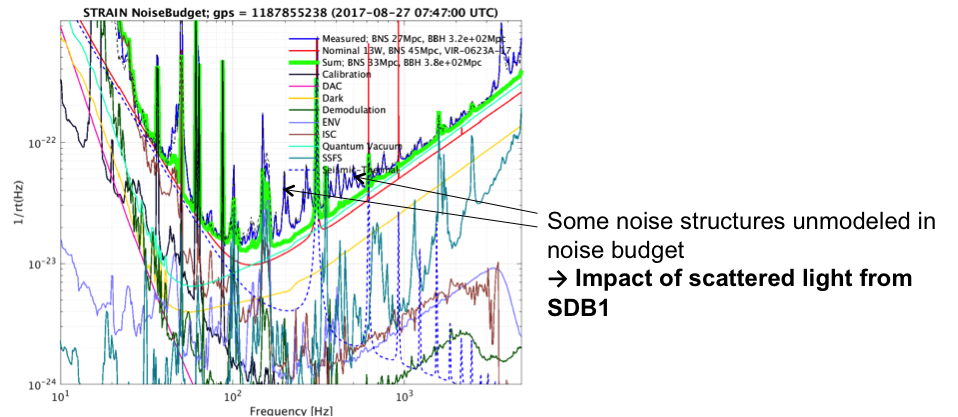 STRAIN NoiseBudget; gps = 1187855238 (2017-08-27 07:47:00 UTC)
Measured; BNS 27Mpc, BBH 3.2e+02Mpc
Nominal 13W, BNS 45Mpc, VIR-0623A-17
Sum; BNS 33Mpc, BBH 3.8e+02Mpc
Calibration
DAC
Dark
Demodulation
ENV
ISC
Quantum Vacuum
SSFS
Seismic+Thermal
1/rt(Hz)
10-22
10-23
10-24
10^1
10^2
10^3
Frequency [Hz]
Some noise structures unmodeled in
noise budget
→ Impact of scattered light from
SDB1